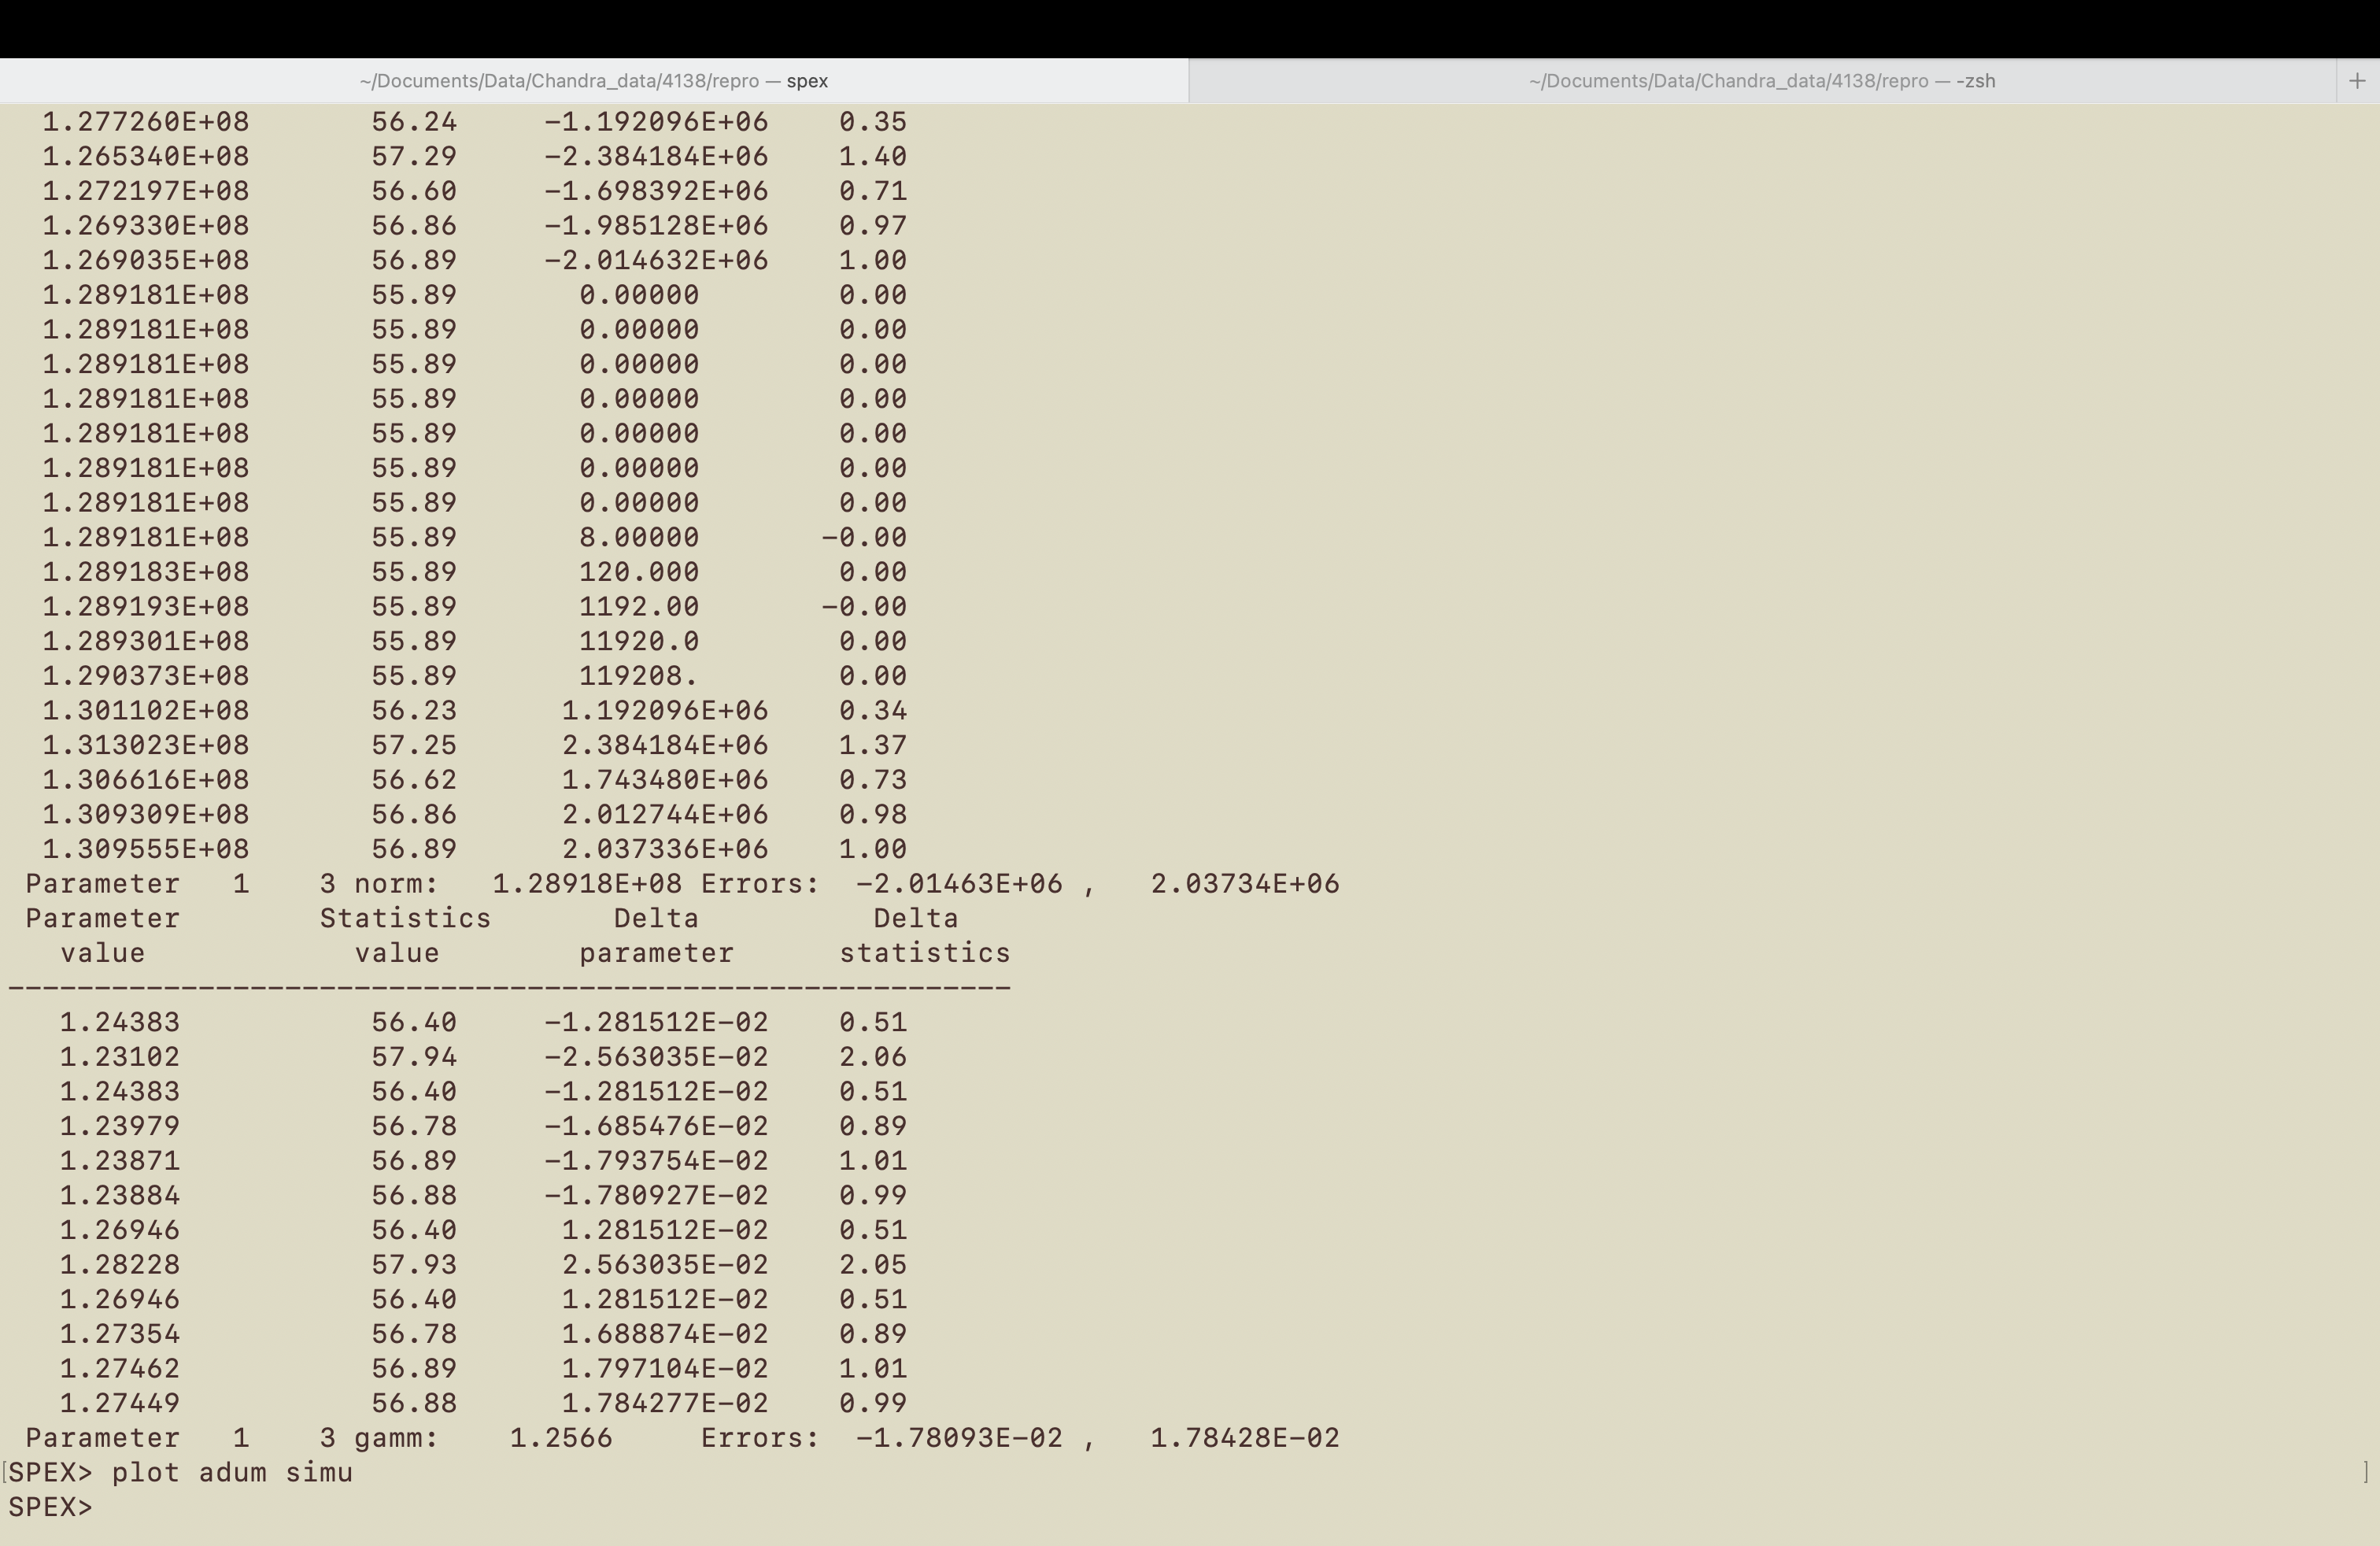 ~/Documents/Data/Chandra_data/4138/repro — spex
~/Documents/Data/Chandra_data/4138/repro — -zsh
+
1.277260E+08 56.24 −1.192096E+06 0.35
1.265340E+08 57.29 −2.384184E+06 1.40
1.272197E+08 56.60 −1.698392E+06 0.71
1.269330E+08 56.86 −1.985128E+06 0.97
1.269035E+08 56.89 −2.014632E+06 1.00
1.289181E+08 55.89 0.00000 0.00
1.289181E+08 55.89 0.00000 0.00
1.289181E+08 55.89 0.00000 0.00
1.289181E+08 55.89 0.00000 0.00
1.289181E+08 55.89 0.00000 0.00
1.289181E+08 55.89 0.00000 0.00
1.289181E+08 55.89 0.00000 0.00
1.289181E+08 55.89 8.00000 −0.00
1.289183E+08 55.89 120.000 0.00
1.289193E+08 55.89 1192.00 −0.00
1.289301E+08 55.89 11920.0 0.00
1.290373E+08 55.89 119208. 0.00
1.301102E+08 56.23 1.192096E+06 0.34
1.313023E+08 57.25 2.384184E+06 1.37
1.306616E+08 56.62 1.743480E+06 0.73
1.309309E+08 56.86 2.012744E+06 0.98
1.309555E+08 56.89 2.037336E+06 1.00
Parameter 1 3 norm: 1.28918E+08 Errors: −2.01463E+06 , 2.03734E+06
Parameter Statistics Delta Delta
value value parameter statistics
−−−−−−−−−−−−−−−−−−−−−−−−−−−−−−−−−−−−−−−−−−−−−−−−−−−−−−−−−−
1.24383 56.40 −1.281512E−02 0.51
1.23102 57.94 −2.563035E−02 2.06
1.24383 56.40 −1.281512E−02 0.51
1.23979 56.78 −1.685476E−02 0.89
1.23871 56.89 −1.793754E−02 1.01
1.23884 56.88 −1.780927E−02 0.99
1.26946 56.40 1.281512E−02 0.51
1.28228 57.93 2.563035E−02 2.05
1.26946 56.40 1.281512E−02 0.51
1.27354 56.78 1.688874E−02 0.89
1.27462 56.89 1.797104E−02 1.01
1.27449 56.88 1.784277E−02 0.99
Parameter 1 3 gamm: 1.2566 Errors: −1.78093E−02 , 1.78428E−02
[SPEX> plot adum simu ]
SPEX>